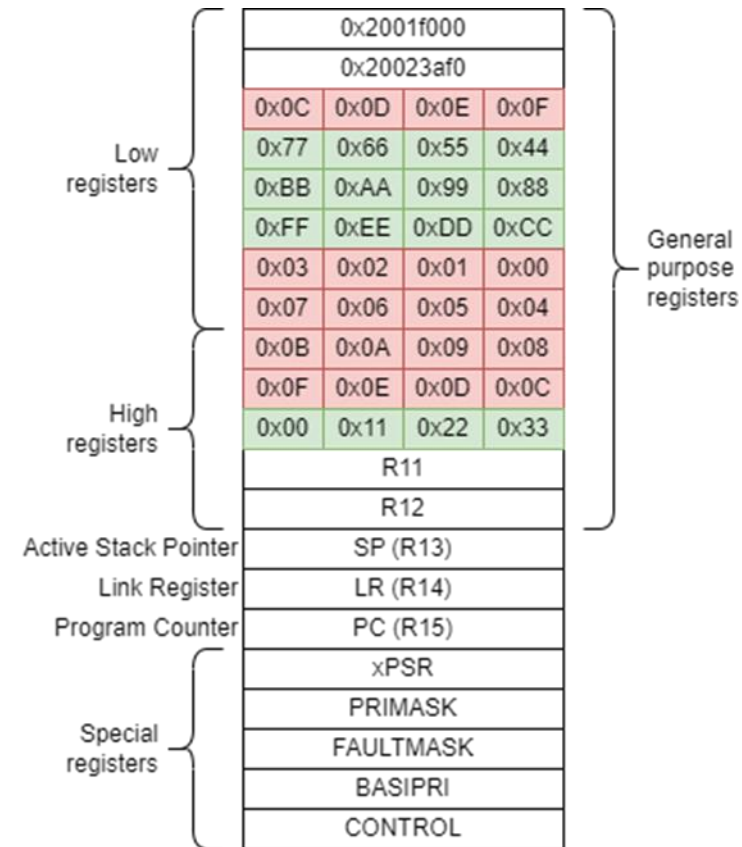 0x2001f000
0x20023af0
0x0C 0x0D 0x0E 0x0F
0x77 0x66 0x55 0x44
0xBB 0xAA 0x99 0x88
0xFF 0xEE 0xDD 0xCC
0x03 0x02 0x01 0x00
0x07 0x06 0x05 0x04
0x0B 0x0A 0x09 0x08
0x0F 0x0E 0x0D 0x0C
0x00 0x11 0x22 0x33
R11
R12
SP (R13)
LR (R14)
PC (R15)
xPSR
PRIMASK
FAULTMASK
BASIPRI
CONTROL
Low
registers
High
registers
Active Stack Pointer
Link Register
Program Counter
Special
registers
General
purpose
registers